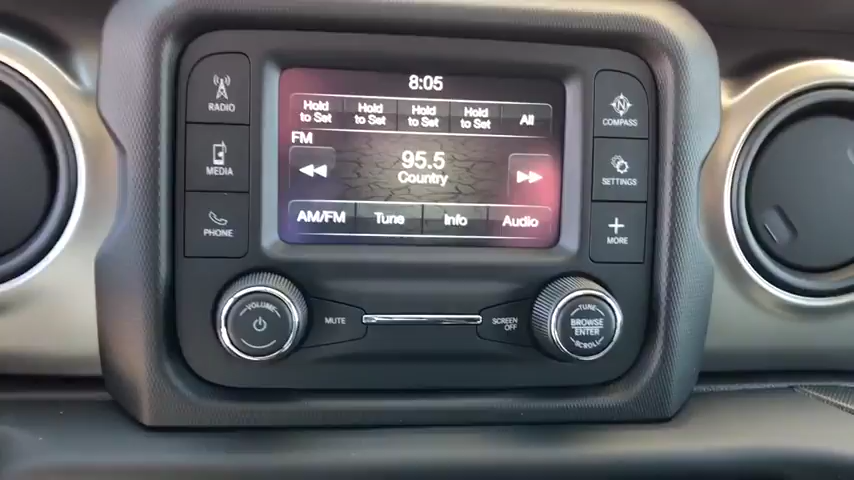 8:05
Hold to Set
Hold to Set
Hold to Set
Hold to Set
All
FM
95.5
Country
AM/FM
Tune
Info
Audio
RADIO
MEDIA
PHONE
N
COMPASS
SETTINGS
MORE
VOLUME
MUTE
SCREEN
OFF
TUNE
BROWSE
ENTER
SCROLL